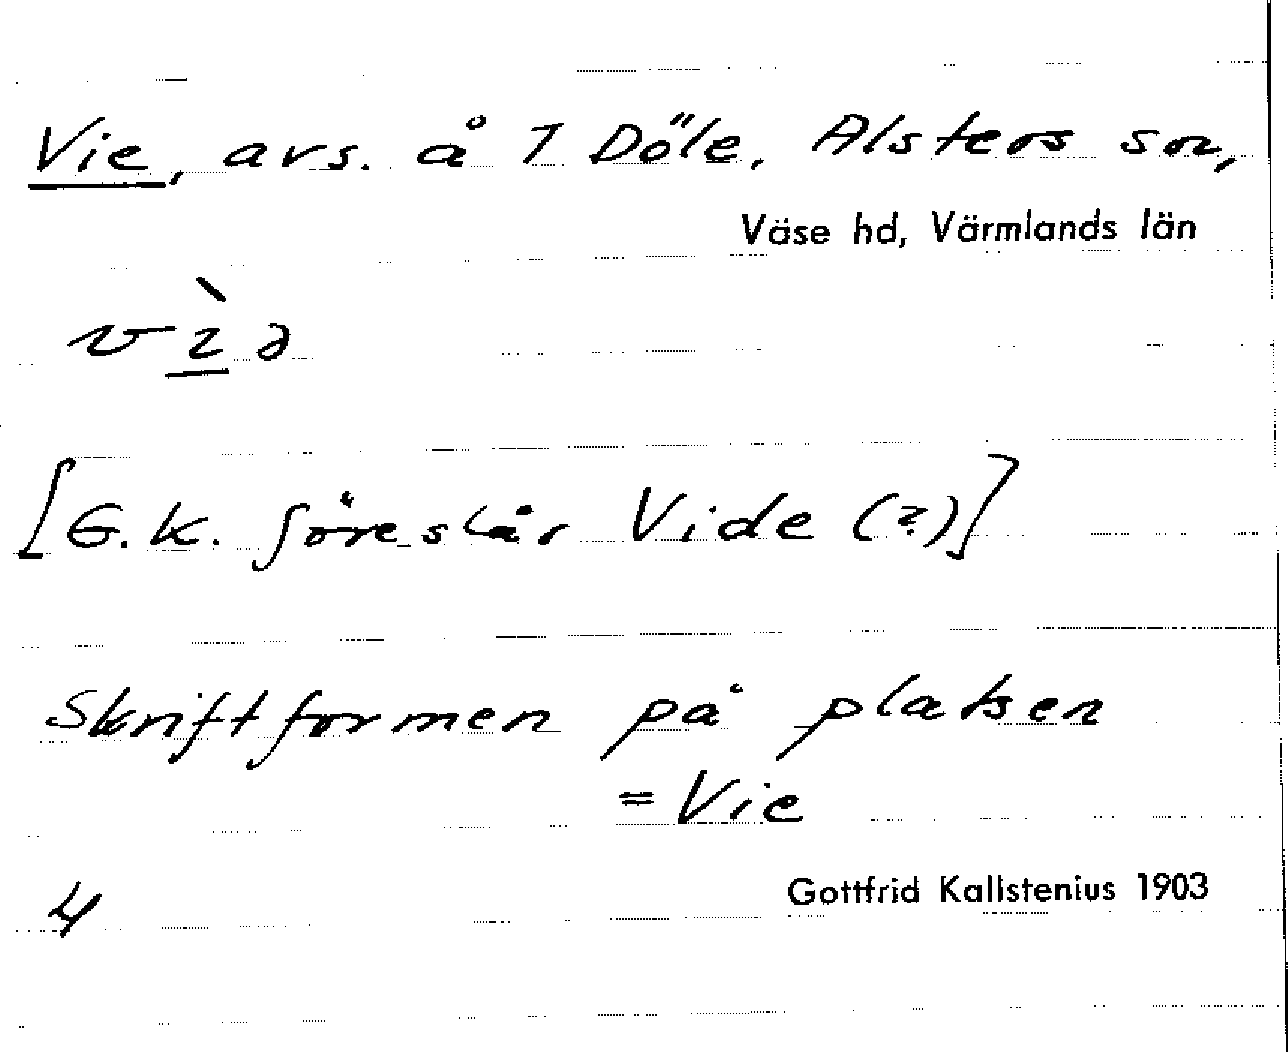 Vie, avs. å 1 Döle, Alsters sn,
Väse hd, Värmlands län
vìə
[G.K. föreslår Vide (?)]
Skriftformen på platsen
= Vie
4
Gottfrid Kallstenius 1903